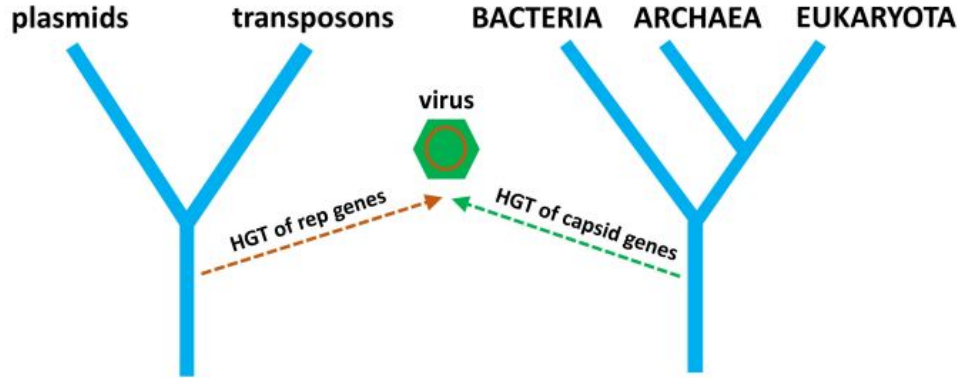 plasmids
transposons
BACTERIA
ARCHAEA
EUKARYOTA
virus
HGT of rep genes
HGT of capsid genes